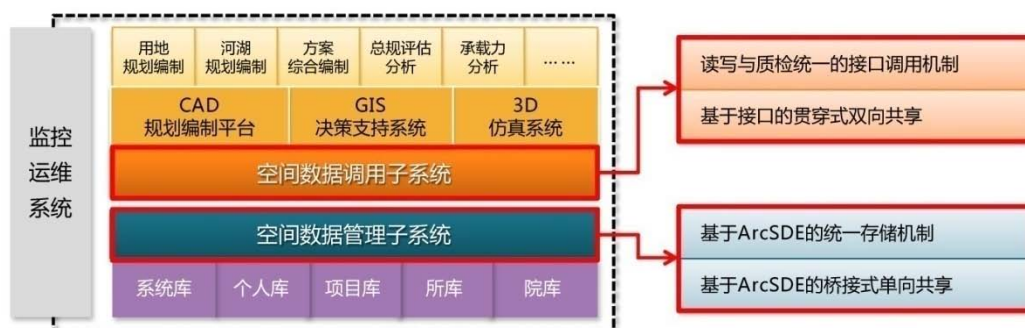 监控
运维
系统
用地
规划编制
河湖
规划编制
方案
综合编制
总规评估
分析
承载力
分析
……
CAD
规划编制平台
GIS
决策支持系统
3D
仿真系统
空间数据调用子系统
空间数据管理子系统
系统库
个人库
项目库
所库
院库
读写与质检统一的接口调用机制
基于接口的贯穿式双向共享
基于ArcSDE的统一存储机制
基于ArcSDE的桥接式单向共享